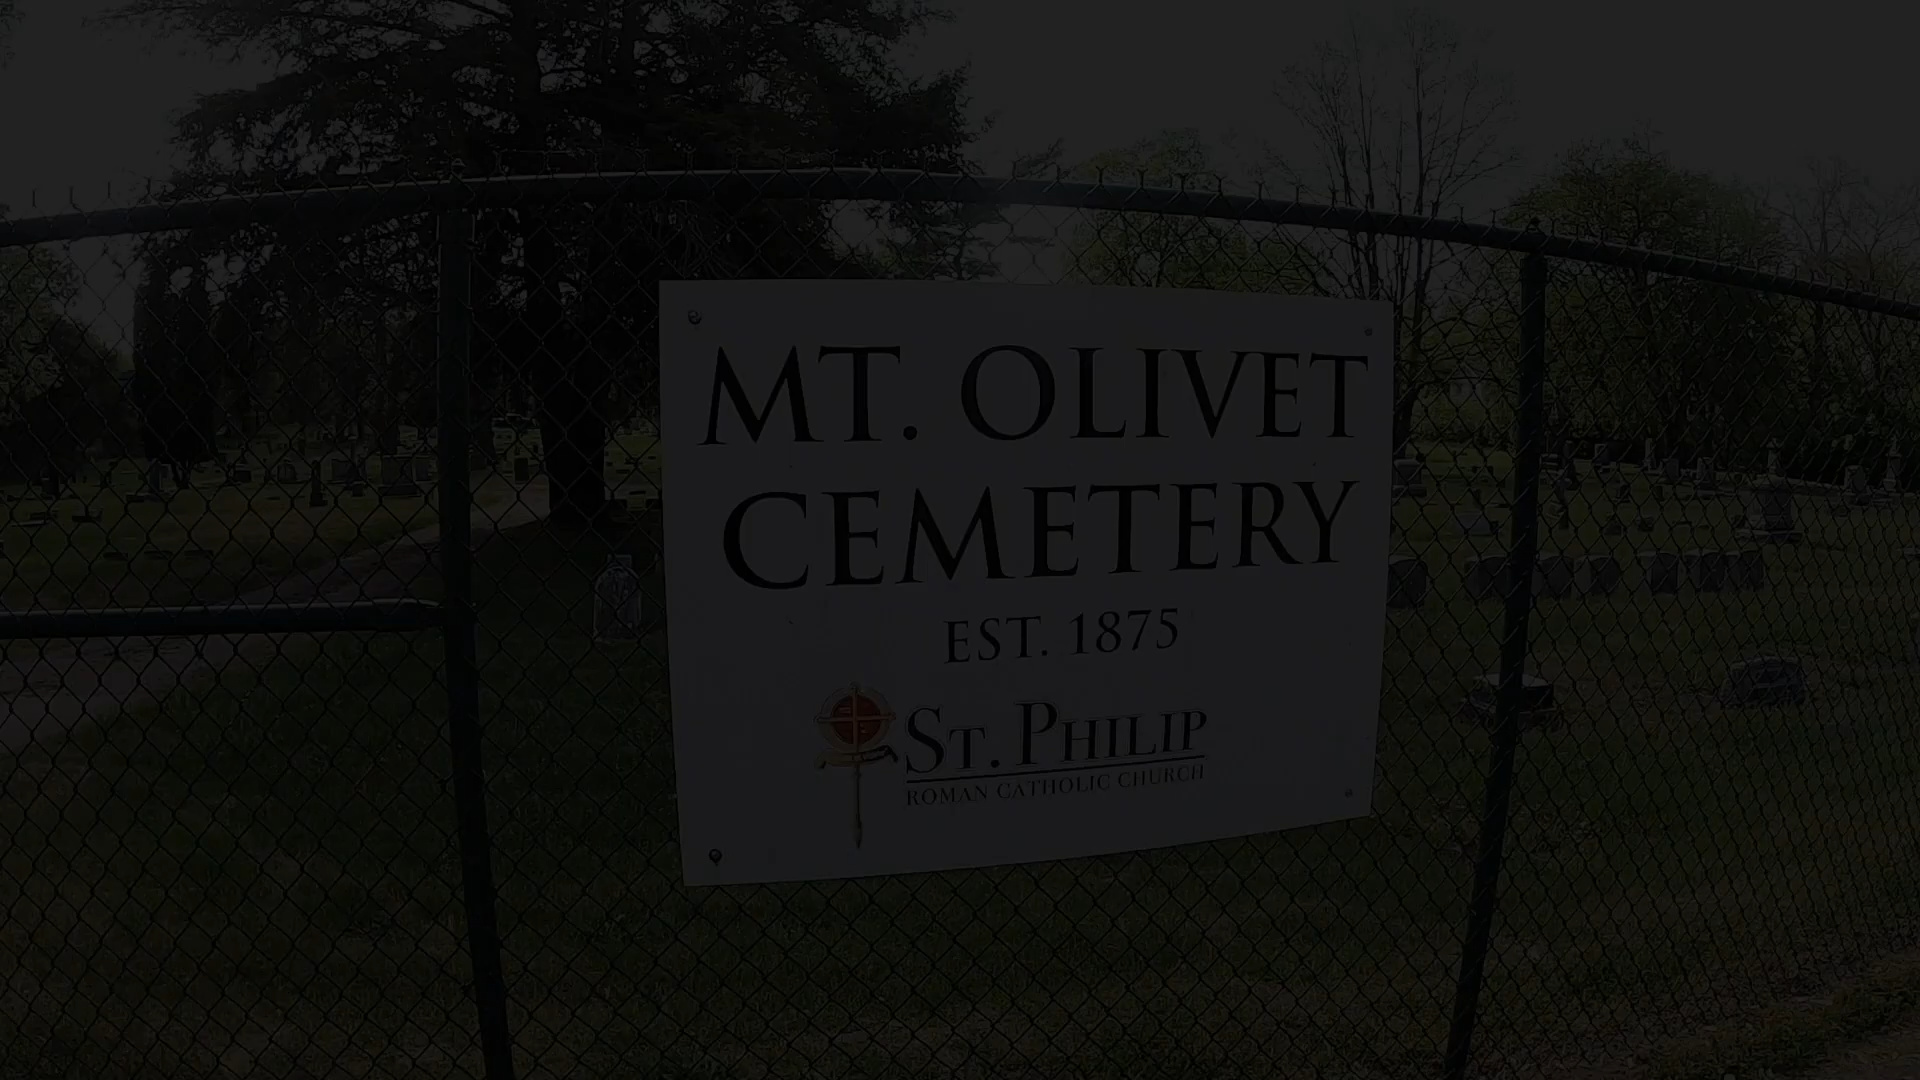 MT. OLIVET
CEMETERY
EST. 1875
ST. PHILIP
ROMAN CATHOLIC CHURCH